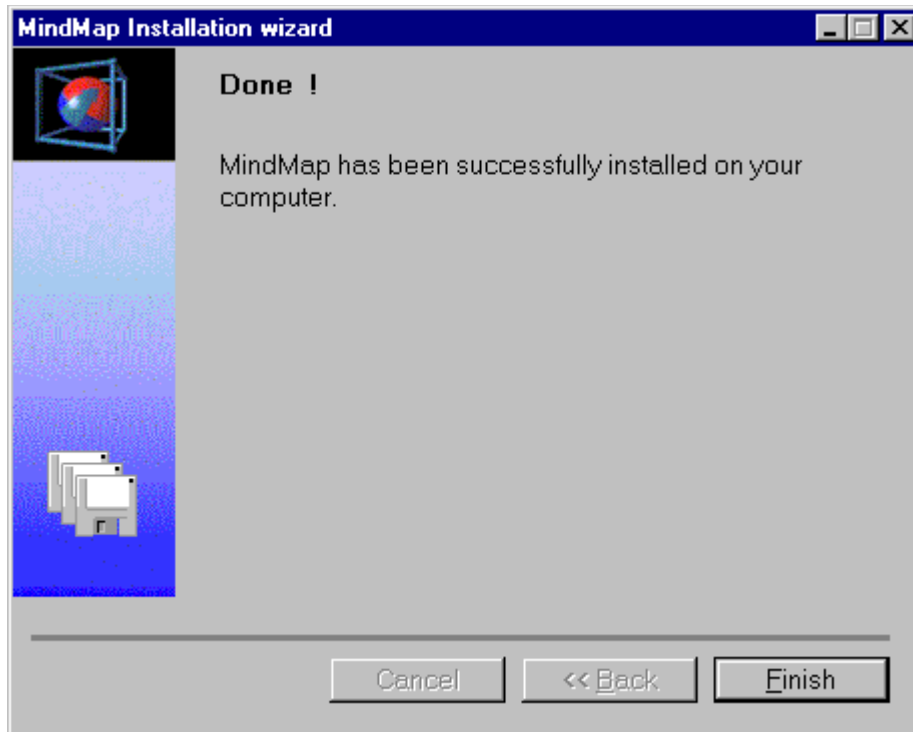 MindMap Installation wizard
Done !
MindMap has been successfully installed on your
computer.
Cancel
<< Back
Finish